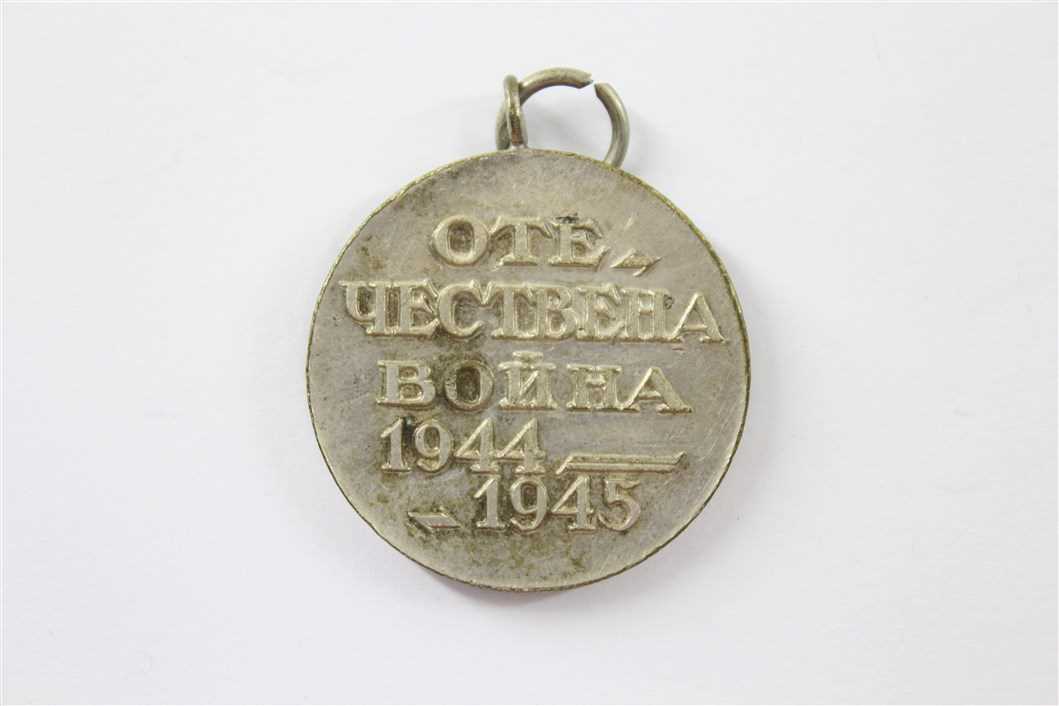 ОТЕ-
ЧЕСТВЕНА
ВОЙНА
1944 —
- 1945